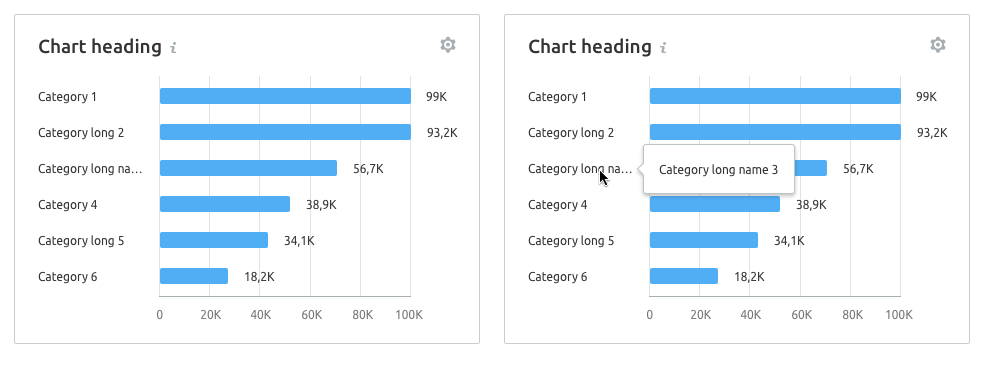 Chart heading i
Category 1 99K
Category long 2 93,2K
Category long na... 56,7K
Category 4 38,9K
Category long 5 34,1K
Category 6 18,2K
0 20K 40K 60K 80K 100K
Chart heading i
Category 1 99K
Category long 2 93,2K
Category long na... Category long name 3 56,7K
Category 4 38,9K
Category long 5 34,1K
Category 6 18,2K
0 20K 40K 60K 80K 100K